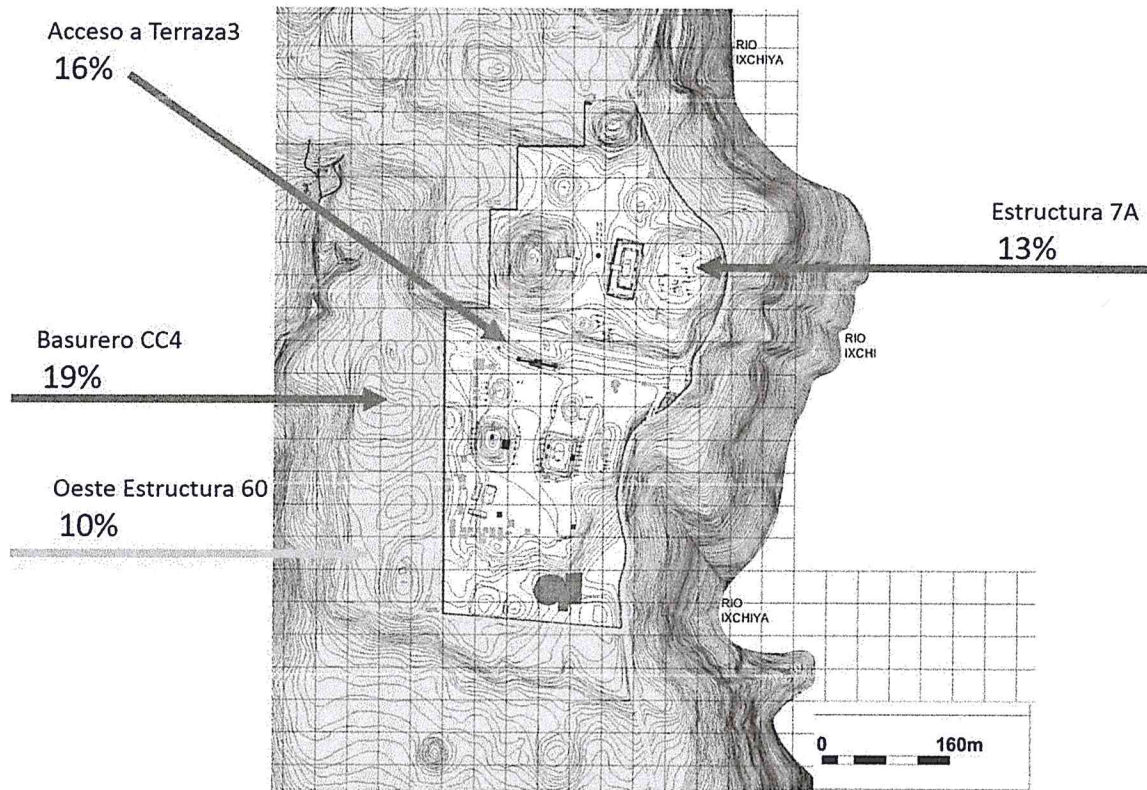 Acceso a Terraza3
16%
RIO
IXCHIYA
Estructura 7A
13%
Basurero CC4
19%
RIO
IXCHI
Oeste Estructura 60
10%
RIO
IXCHIYA
0 160m